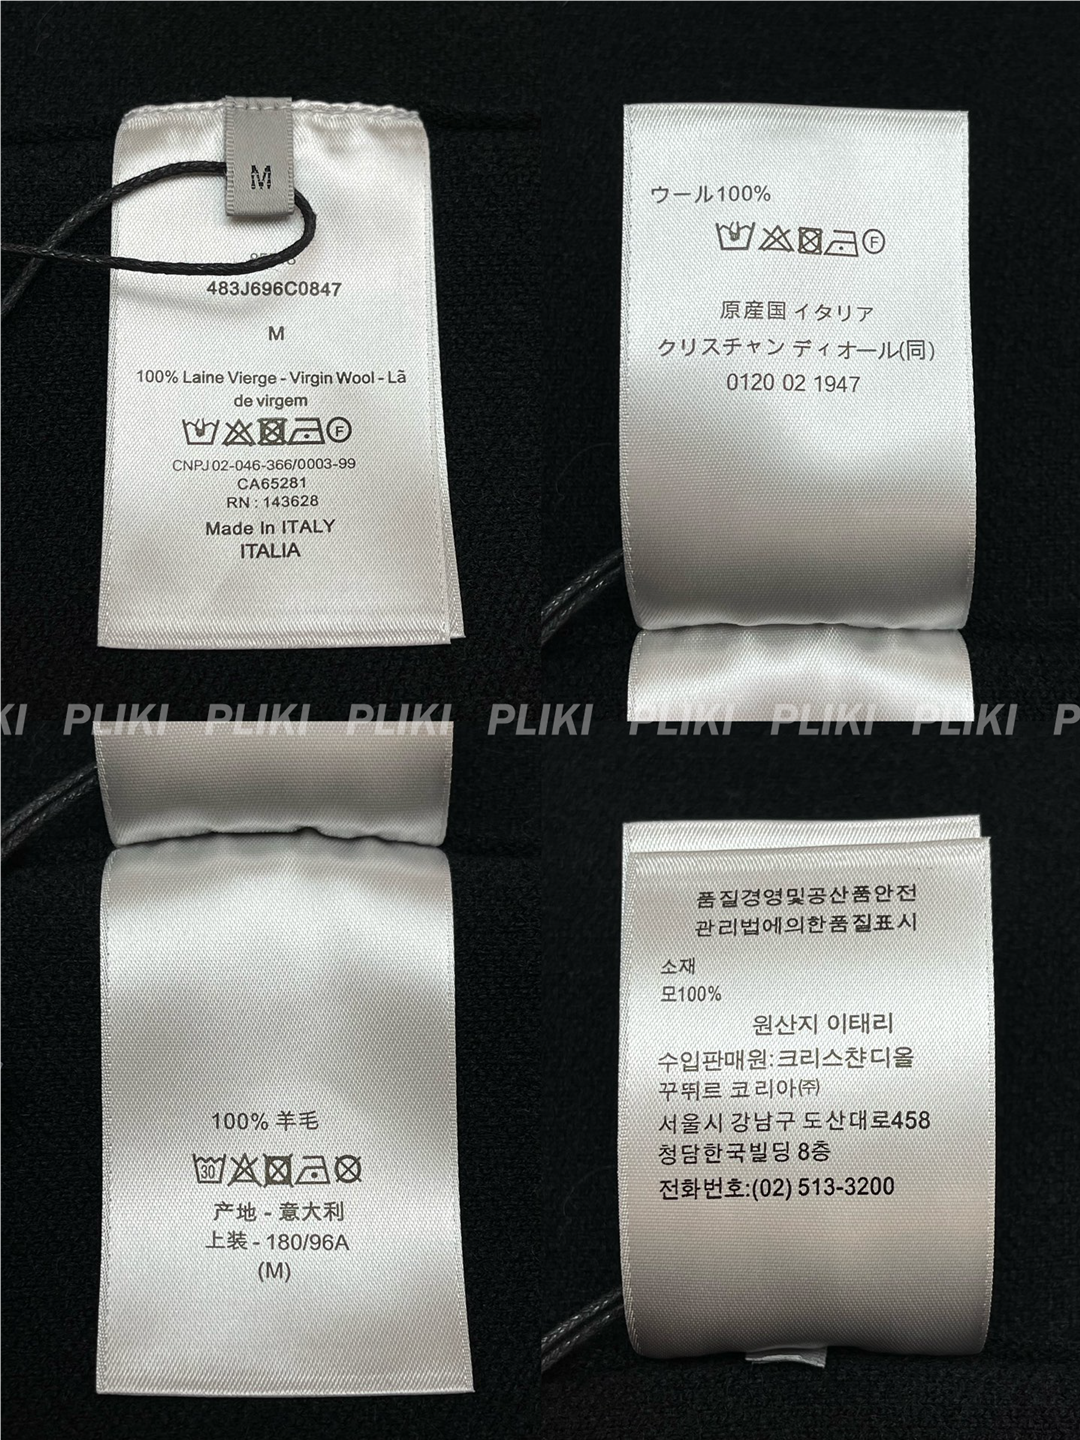 M
483J696C0847
M
100% Laine Vierge - Virgin Wool - Lã
de virgem
F
CNPJ 02-046-366/0003-99
CA65281
RN : 143628
Made In ITALY
ITALIA
ウール100%
F
原産国 イタリア
クリスチャン ディオール(同)
0120 02 1947
PLIKI PLIKI PLIKI PLIKI PLIKI PLIKI PLIKI
100% 羊毛
30
产地 - 意大利
上装 - 180/96A
(M)
품질경영및공산품안전
관리법에의한품질표시
소재
모100%
원산지 이태리
수입판매원:크리스챤디올
꾸뛰르 코리아㈜
서울시 강남구 도산대로458
청담한국빌딩 8층
전화번호:(02) 513-3200